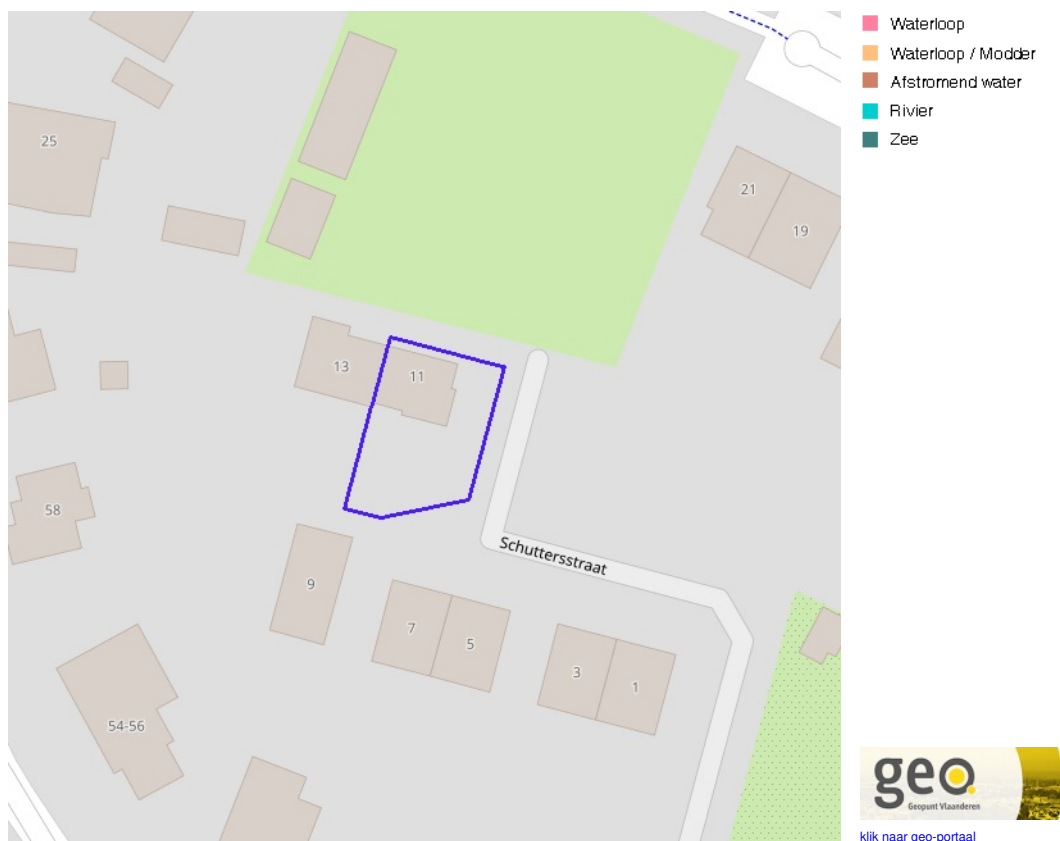 Waterloop
Waterloop / Modder
Afstromend water
Rivier
Zee
25
21
19
13
11
58
Schuttersstraat
9
7
5
3
1
54-56
geo
Geopunt Vlaanderen
klik naar geo-portaal